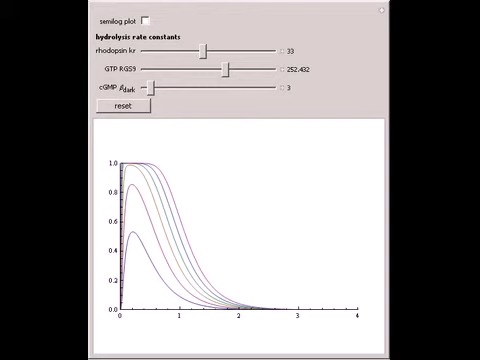 semilog plot
hydrolysis rate constants
rhodopsin kr 33
GTP RGS9 252.432
cGMP βdark 3
reset
1.0
0.8
0.6
0.4
0.2
0.0
0 1 2 3 4